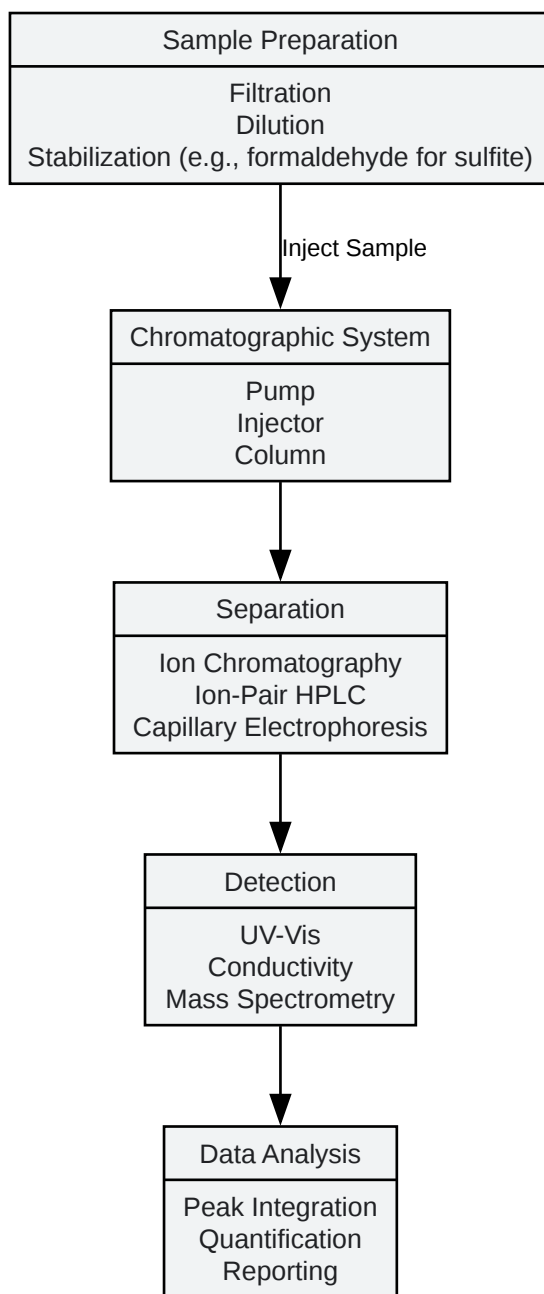 Sample Preparation
Filtration
Dilution
Stabilization (e.g., formaldehyde for sulfite)
Inject Sample
Chromatographic System
Pump
Injector
Column
Separation
Ion Chromatography
Ion-Pair HPLC
Capillary Electrophoresis
Detection
UV-Vis
Conductivity
Mass Spectrometry
Data Analysis
Peak Integration
Quantification
Reporting